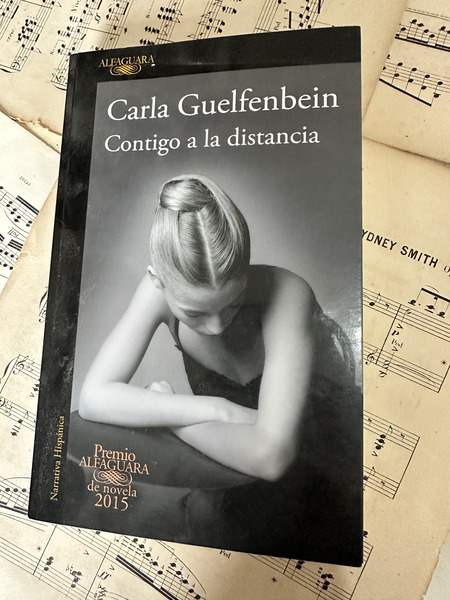 ALFAGUARA
Carla Guelfenbein
Contigo a la distancia
Narrativa Hispánica
Premio
ALFAGUARA
de novela
2015
YDNEY SMITH